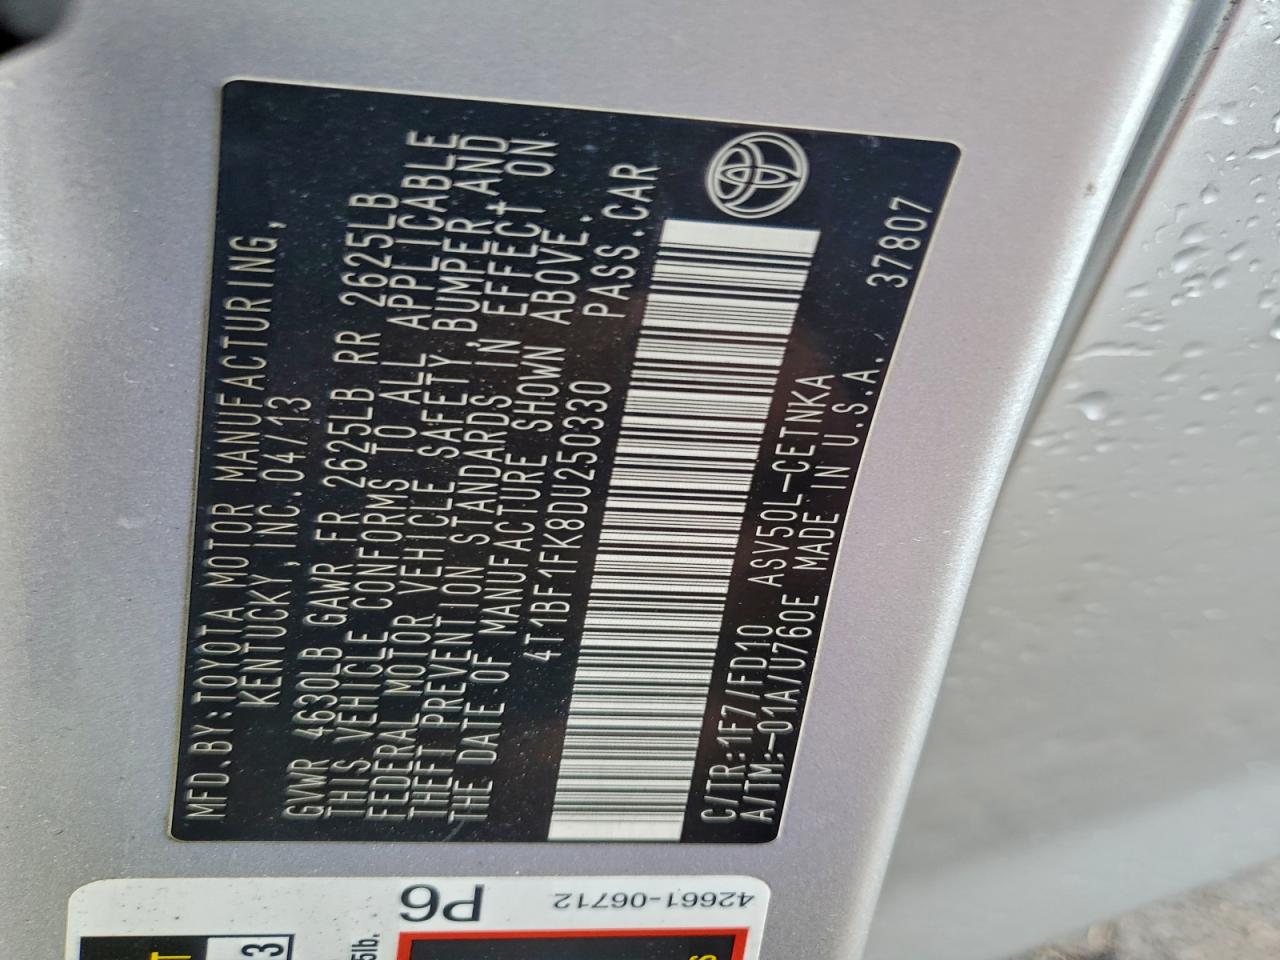 MFD.BY:TOYOTA MOTOR MANUFACTURING,
KENTUCKY,INC.04/13
GVWR 4630LB GAWR FR 2625LB RR 2625LB
THIS VEHICLE CONFORMS TO ALL APPLICABLE
FEDERAL MOTOR VEHICLE SAFETY,BUMPER,AND
THEFT PREVENTION STANDARDS IN EFFECT ON
THE DATE OF MANUFACTURE SHOWN ABOVE.
4T1BF1FK8DU250330 PASS.CAR
C/TR:1F7/FD10 ASV50L-CETNKA
A/TM:-01A/U760E MADE IN U.S.A. 37807
P6
42661-06712
3
5lb.